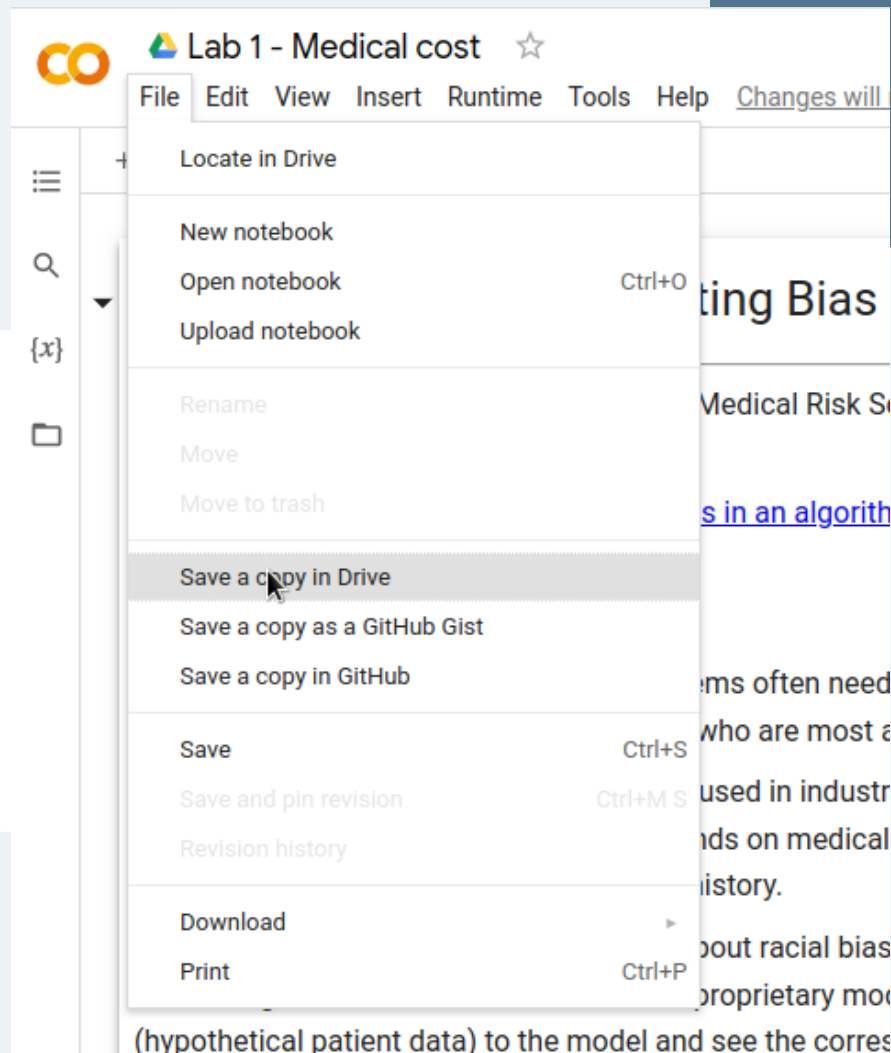 Lab 1 - Medical cost
File Edit View Insert Runtime Tools Help Changes will
Locate in Drive
New notebook
Open notebook Ctrl+O
Upload notebook
Rename
Move
Move to trash
Save a copy in Drive
Save a copy as a GitHub Gist
Save a copy in GitHub
Save Ctrl+S
Save and pin revision Ctrl+M S
Revision history
Download
Print Ctrl+P
{x}
ting Bias
Medical Risk S
s in an algorith
ems often need
who are most a
used in industr
nds on medical
history.
bout racial bias
proprietary mo
(hypothetical patient data) to the model and see the corres